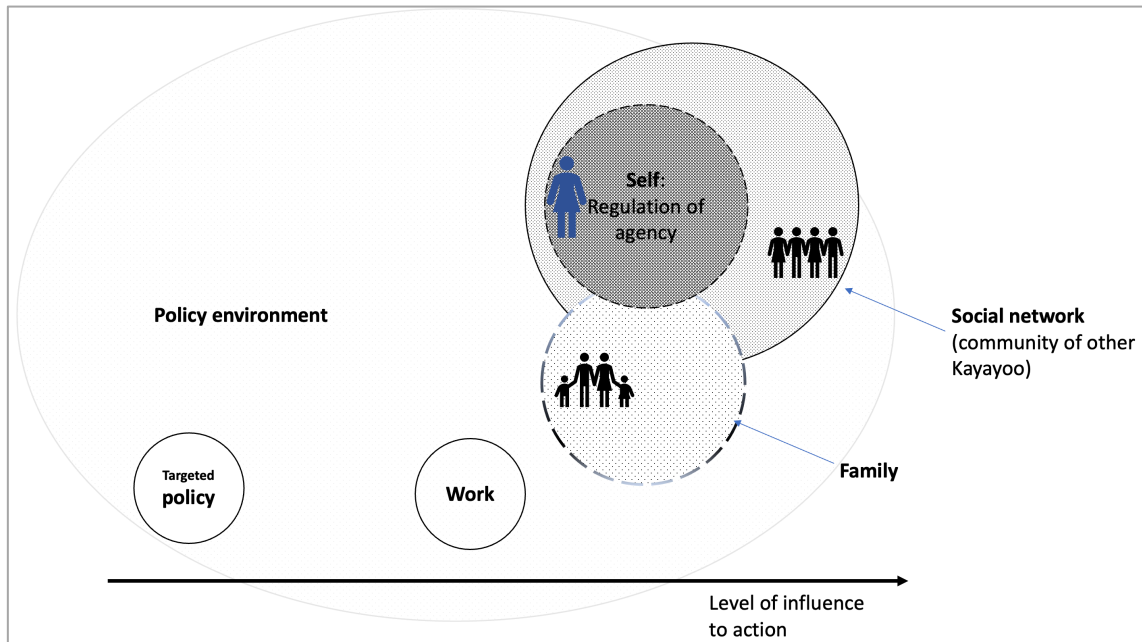 Self:
Regulation of
agency
Policy environment
Social network
(community of other
Kayayoo)
Targeted
policy
Work
Family
Level of influence
to action